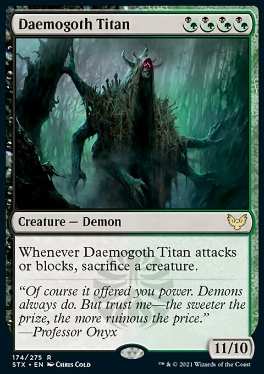 Daemogoth Titan
Creature — Demon
Whenever Daemogoth Titan attacks
or blocks, sacrifice a creature.
“Of course it offered you power. Demons
always do. But trust me—the sweeter the
prize, the more ruinous the price.”
—Professor Onyx
11/10
174/275 R
STX • EN Chris Cold
™ & © 2021 Wizards of the Coast